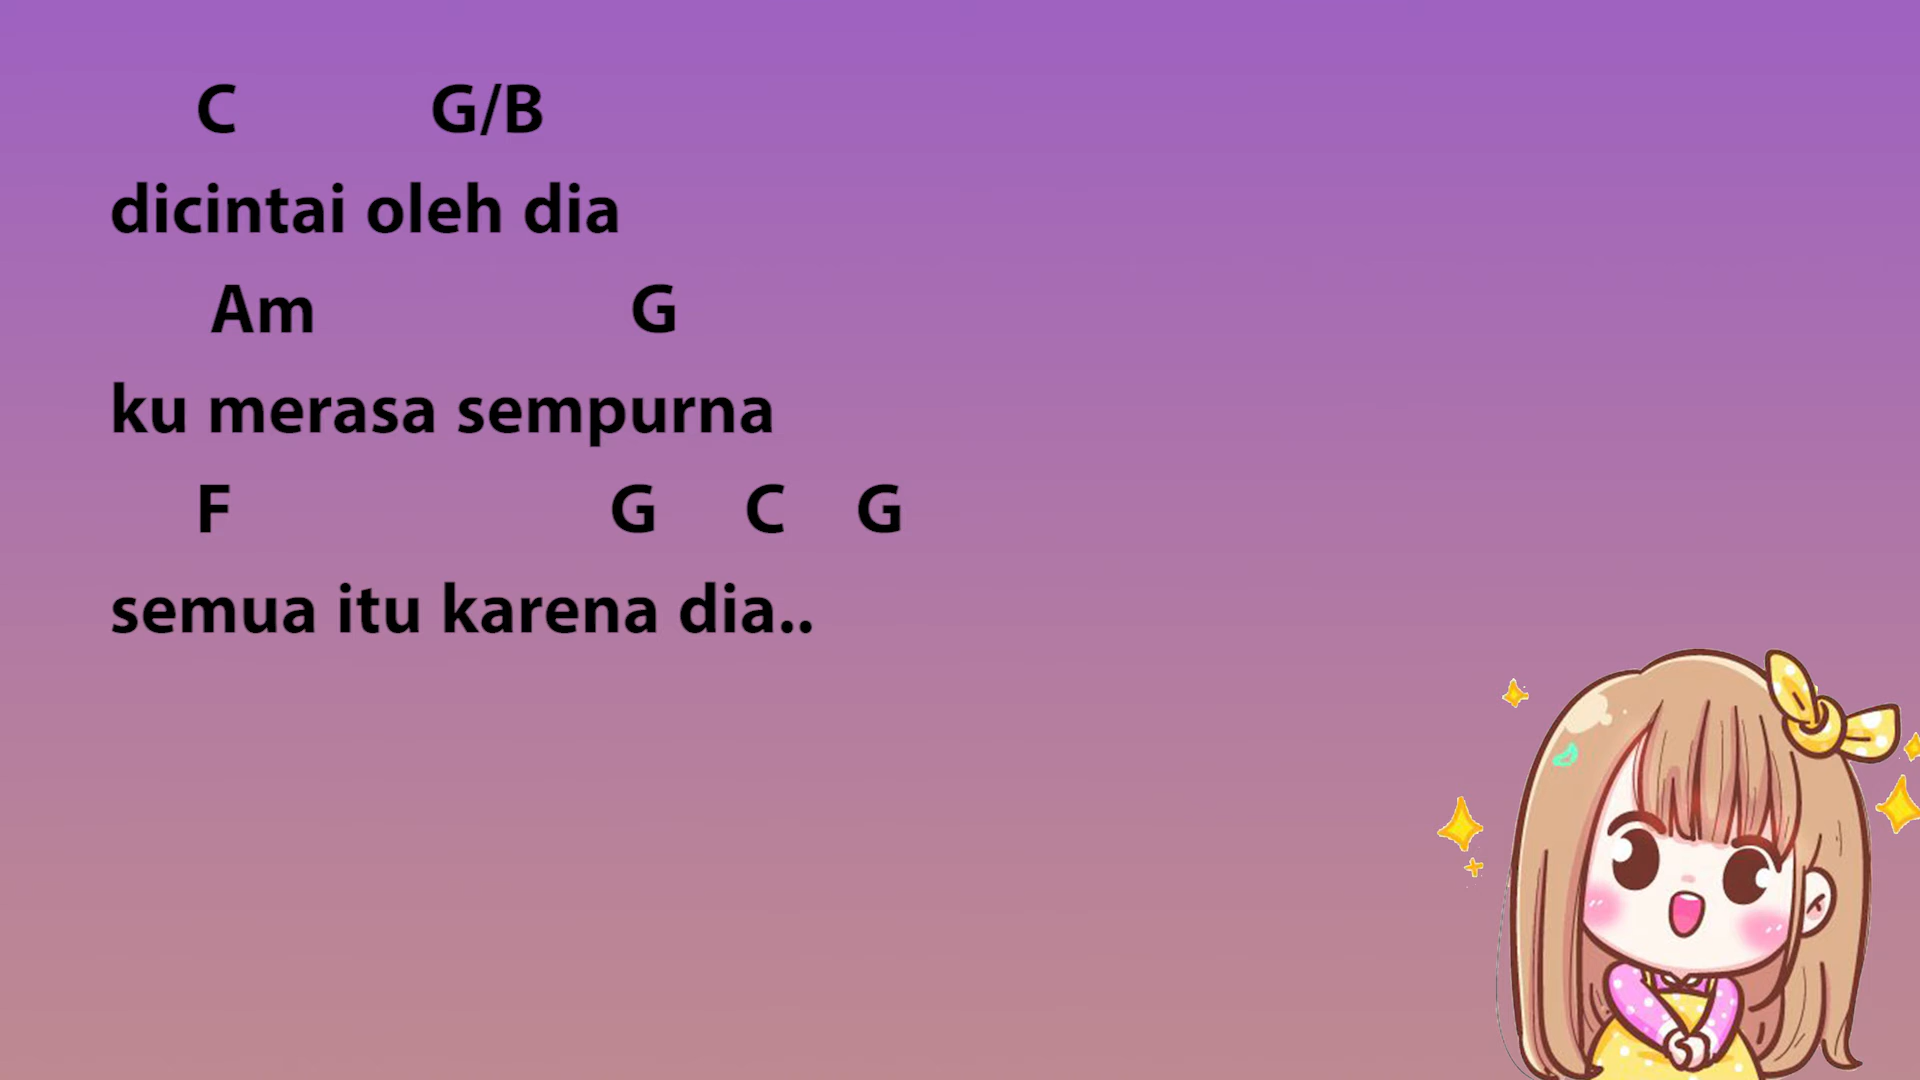 C G/B
dicintai oleh dia
Am G
ku merasa sempurna
F G C G
semua itu karena dia..